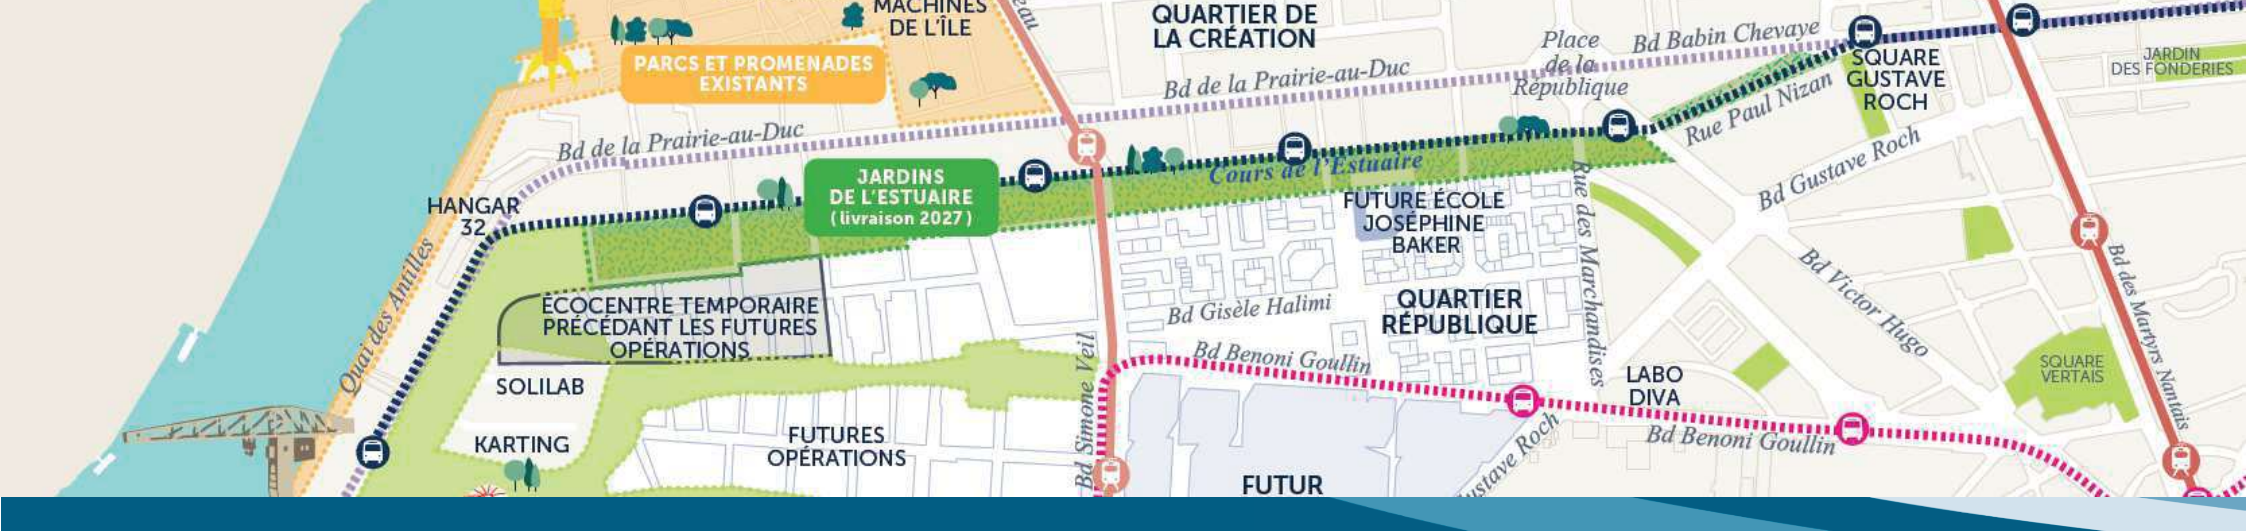 MACHINES
DE L'ÎLE
eau
QUARTIER DE
LA CRÉATION
Place
de la
République
Bd Babin Chevaye
SQUARE
GUSTAVE
ROCH
JARDIN
DES FONDERIES
PARCS ET PROMENADES
EXISTANTS
Bd de la Prairie-au-Duc
Bd de la Prairie-au-Duc
Rue Paul Nizan
Bd Gustave Roch
JARDINS
DE L'ESTUAIRE
(livraison 2027)
Cours de l'Estuaire
HANGAR
32
Quai des Antilles
FUTURE ÉCOLE
JOSÉPHINE
BAKER
Rue des Marchandises
Bd Victor Hugo
Bd des Martyrs Nantais
ÉCOCENTRE TEMPORAIRE
PRÉCÉDANT LES FUTURES
OPÉRATIONS
Bd Gisèle Halimi
QUARTIER
RÉPUBLIQUE
Bd Simone Veil
Bd Benoni Goullin
SQUARE
VERTAIS
SOLILAB
LABO
DIVA
KARTING
FUTURES
OPÉRATIONS
Bd Benoni Goullin
ustave Roch
FUTUR